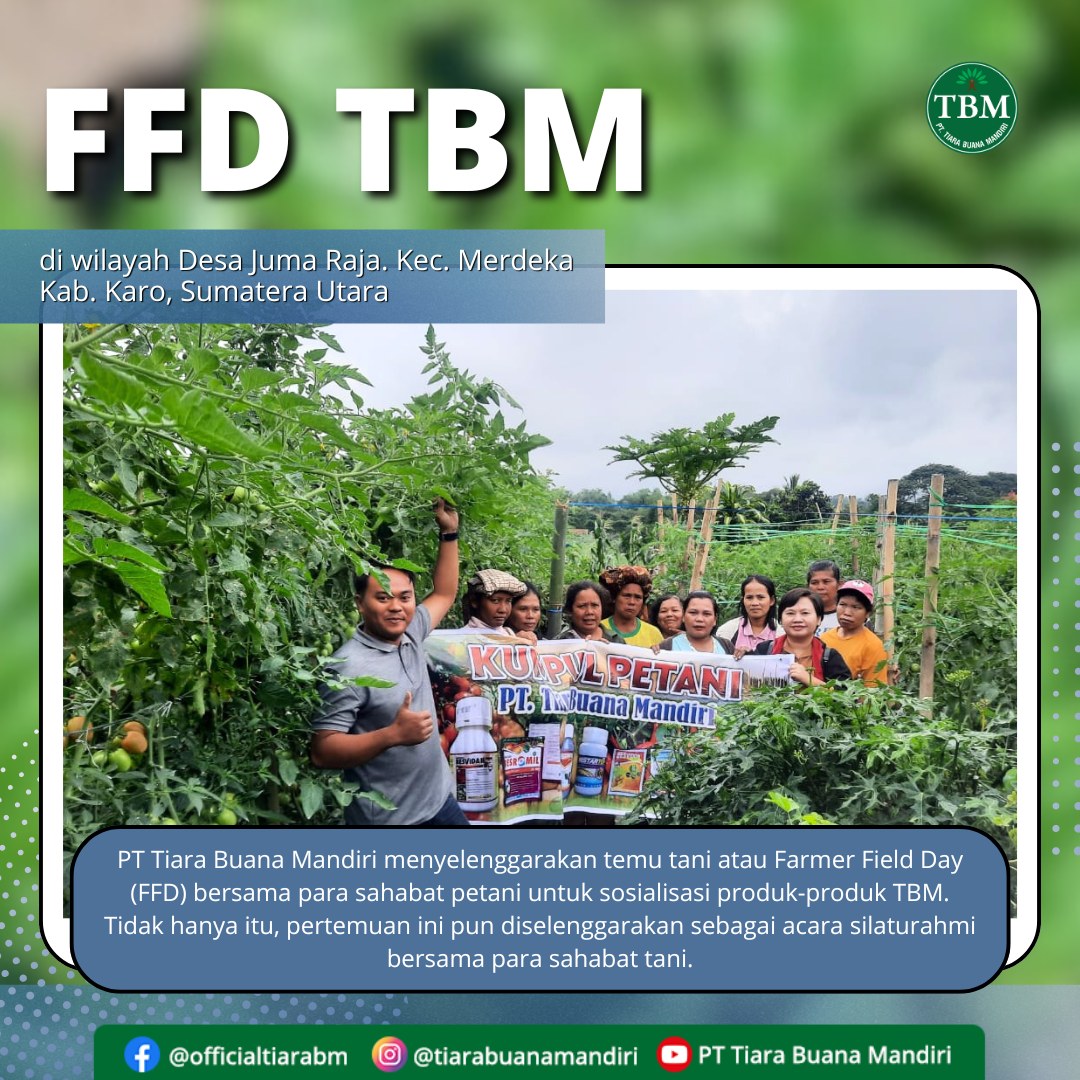 FFD TBM
TBM
PT. TIARA BUANA MANDIRI
di wilayah Desa Juma Raja. Kec. Merdeka
Kab. Karo, Sumatera Utara
KUMPUL PETANI
PT. Tiara Buana Mandiri
PT Tiara Buana Mandiri menyelenggarakan temu tani atau Farmer Field Day
(FFD) bersama para sahabat petani untuk sosialisasi produk-produk TBM.
Tidak hanya itu, pertemuan ini pun diselenggarakan sebagai acara silaturahmi
bersama para sahabat tani.
@officialtiarabm @tiarabuanamandiri PT Tiara Buana Mandiri